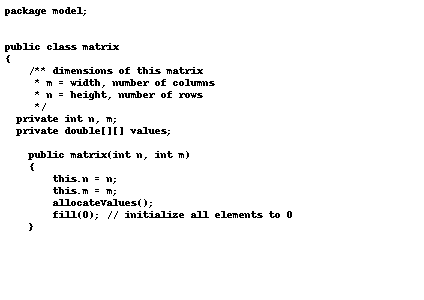 package model;
public class matrix
{
/** dimensions of this matrix
* m = width, number of columns
* n = height, number of rows
*/
private int n, m;
private double[][] values;
public matrix(int n, int m)
{
this.n = n;
this.m = m;
allocateValues();
fill(0); // initialize all elements to 0
}